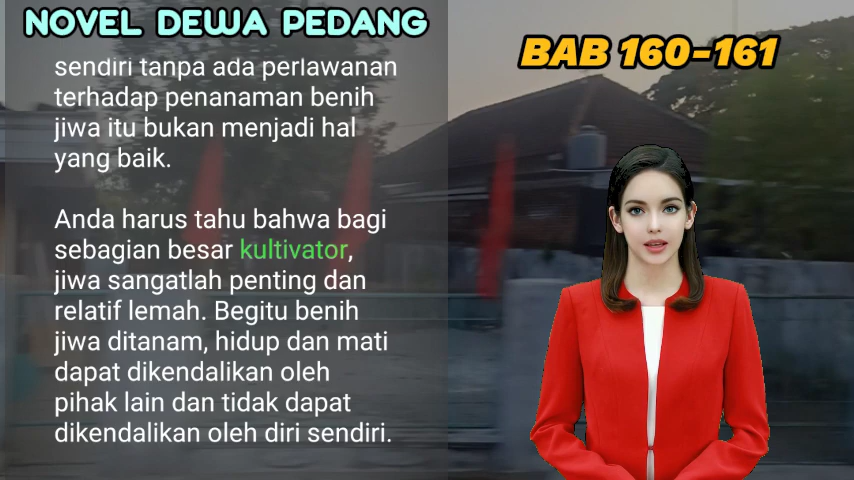 NOVEL DEWA PEDANG
BAB 160-161
sendiri tanpa ada perlawanan
terhadap penanaman benih
jiwa itu bukan menjadi hal
yang baik.
Anda harus tahu bahwa bagi
sebagian besar kultivator,
jiwa sangatlah penting dan
relatif lemah. Begitu benih
jiwa ditanam, hidup dan mati
dapat dikendalikan oleh
pihak lain dan tidak dapat
dikendalikan oleh diri sendiri.